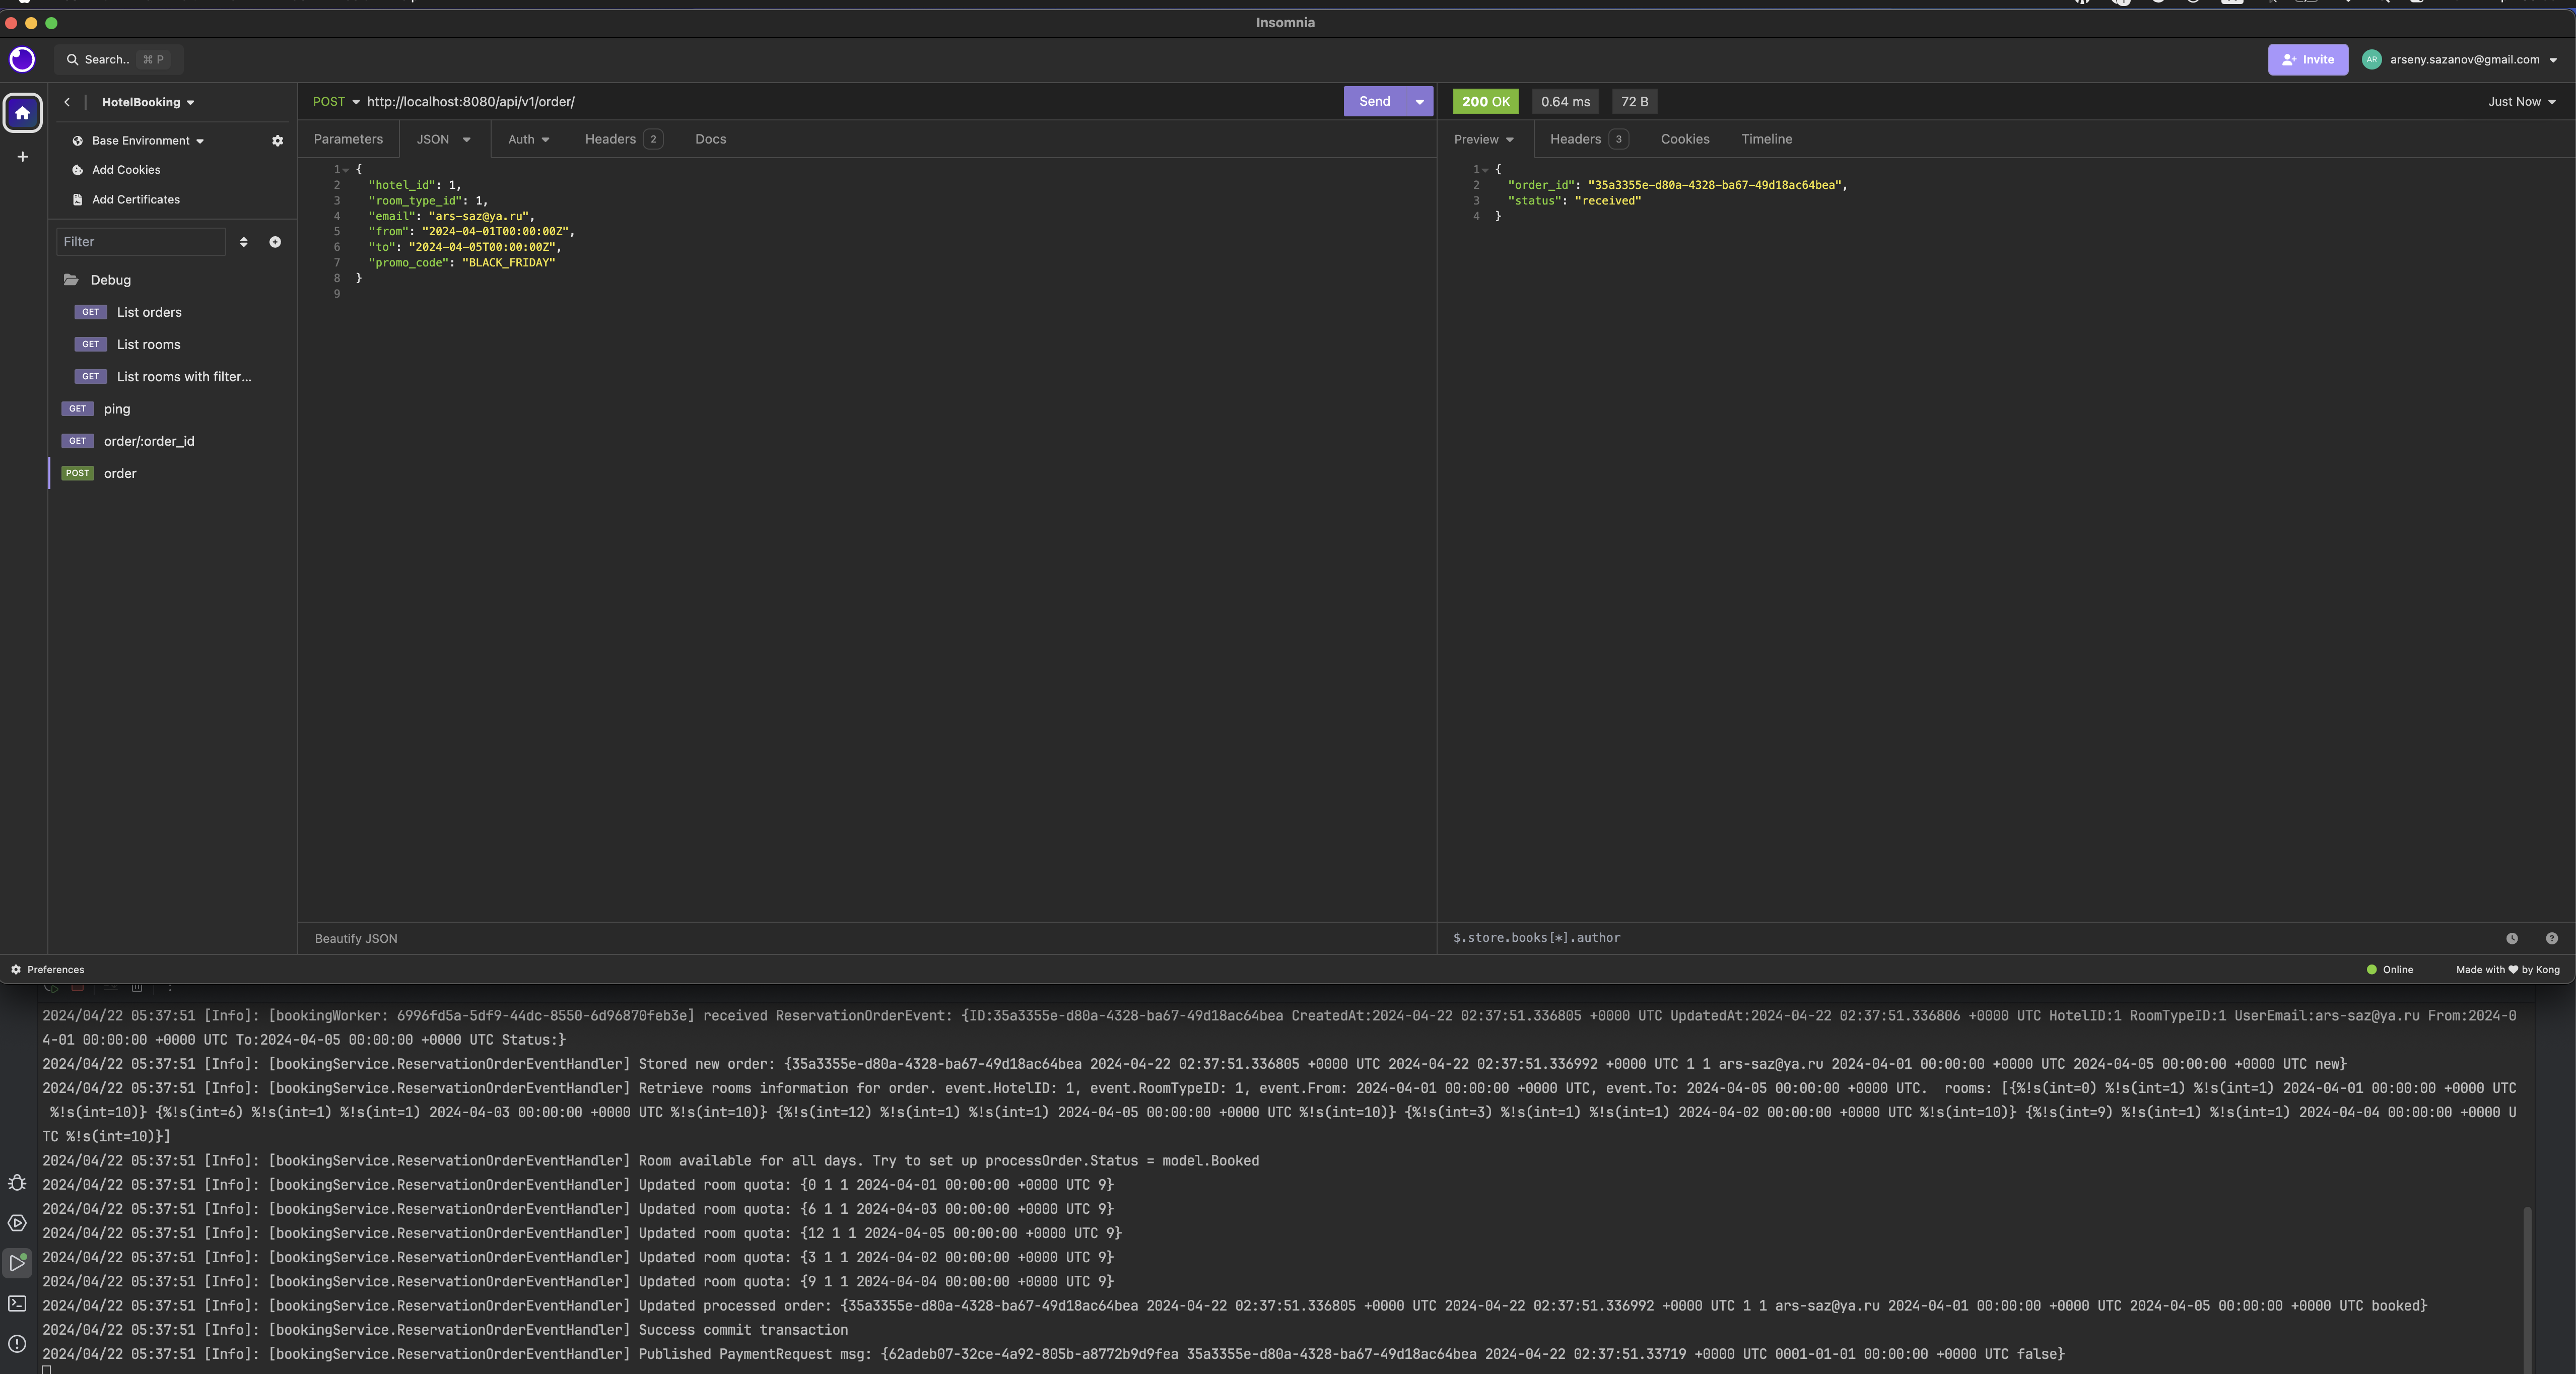 Insomnia
Search.. ⌘ P
Invite
AR arseny.sazanov@gmail.com
HotelBooking
Base Environment
Add Cookies
Add Certificates
Filter
Debug
GET List orders
GET List rooms
GET List rooms with filter...
GET ping
GET order/:order_id
POST order
POST http://localhost:8080/api/v1/order/
Send
Parameters JSON Auth Headers 2 Docs
1 {
2 "hotel_id": 1,
3 "room_type_id": 1,
4 "email": "ars-saz@ya.ru",
5 "from": "2024-04-01T00:00:00Z",
6 "to": "2024-04-05T00:00:00Z",
7 "promo_code": "BLACK_FRIDAY"
8 }
9
Beautify JSON
200 OK 0.64 ms 72 B Just Now
Preview Headers 3 Cookies Timeline
1 {
2 "order_id": "35a3355e-d80a-4328-ba67-49d18ac64bea",
3 "status": "received"
4 }
$.store.books[*].author
Preferences
Online Made with ❤ by Kong
2024/04/22 05:37:51 [Info]: [bookingWorker: 6996fd5a-5df9-44dc-8550-6d96870feb3e] received ReservationOrderEvent: {ID:35a3355e-d80a-4328-ba67-49d18ac64bea CreatedAt:2024-04-22 02:37:51.336805 +0000 UTC UpdatedAt:2024-04-22 02:37:51.336806 +0000 UTC HotelID:1 RoomTypeID:1 UserEmail:ars-saz@ya.ru From:2024-0
4-01 00:00:00 +0000 UTC To:2024-04-05 00:00:00 +0000 UTC Status:}
2024/04/22 05:37:51 [Info]: [bookingService.ReservationOrderEventHandler] Stored new order: {35a3355e-d80a-4328-ba67-49d18ac64bea 2024-04-22 02:37:51.336805 +0000 UTC 2024-04-22 02:37:51.336992 +0000 UTC 1 1 ars-saz@ya.ru 2024-04-01 00:00:00 +0000 UTC 2024-04-05 00:00:00 +0000 UTC new}
2024/04/22 05:37:51 [Info]: [bookingService.ReservationOrderEventHandler] Retrieve rooms information for order. event.HotelID: 1, event.RoomTypeID: 1, event.From: 2024-04-01 00:00:00 +0000 UTC, event.To: 2024-04-05 00:00:00 +0000 UTC.  rooms: [{%!s(int=0) %!s(int=1) %!s(int=1) 2024-04-01 00:00:00 +0000 UTC
%!s(int=10)} {%!s(int=6) %!s(int=1) %!s(int=1) 2024-04-03 00:00:00 +0000 UTC %!s(int=10)} {%!s(int=12) %!s(int=1) %!s(int=1) 2024-04-05 00:00:00 +0000 UTC %!s(int=10)} {%!s(int=3) %!s(int=1) %!s(int=1) 2024-04-02 00:00:00 +0000 UTC %!s(int=10)} {%!s(int=9) %!s(int=1) %!s(int=1) 2024-04-04 00:00:00 +0000 U
TC %!s(int=10)}]
2024/04/22 05:37:51 [Info]: [bookingService.ReservationOrderEventHandler] Room available for all days. Try to set up processOrder.Status = model.Booked
2024/04/22 05:37:51 [Info]: [bookingService.ReservationOrderEventHandler] Updated room quota: {0 1 1 2024-04-01 00:00:00 +0000 UTC 9}
2024/04/22 05:37:51 [Info]: [bookingService.ReservationOrderEventHandler] Updated room quota: {6 1 1 2024-04-03 00:00:00 +0000 UTC 9}
2024/04/22 05:37:51 [Info]: [bookingService.ReservationOrderEventHandler] Updated room quota: {12 1 1 2024-04-05 00:00:00 +0000 UTC 9}
2024/04/22 05:37:51 [Info]: [bookingService.ReservationOrderEventHandler] Updated room quota: {3 1 1 2024-04-02 00:00:00 +0000 UTC 9}
2024/04/22 05:37:51 [Info]: [bookingService.ReservationOrderEventHandler] Updated room quota: {9 1 1 2024-04-04 00:00:00 +0000 UTC 9}
2024/04/22 05:37:51 [Info]: [bookingService.ReservationOrderEventHandler] Updated processed order: {35a3355e-d80a-4328-ba67-49d18ac64bea 2024-04-22 02:37:51.336805 +0000 UTC 2024-04-22 02:37:51.336992 +0000 UTC 1 1 ars-saz@ya.ru 2024-04-01 00:00:00 +0000 UTC 2024-04-05 00:00:00 +0000 UTC booked}
2024/04/22 05:37:51 [Info]: [bookingService.ReservationOrderEventHandler] Success commit transaction
2024/04/22 05:37:51 [Info]: [bookingService.ReservationOrderEventHandler] Published PaymentRequest msg: {62adeb07-32ce-4a92-805b-a8772b9d9fea 35a3355e-d80a-4328-ba67-49d18ac64bea 2024-04-22 02:37:51.33719 +0000 UTC 0001-01-01 00:00:00 +0000 UTC false}